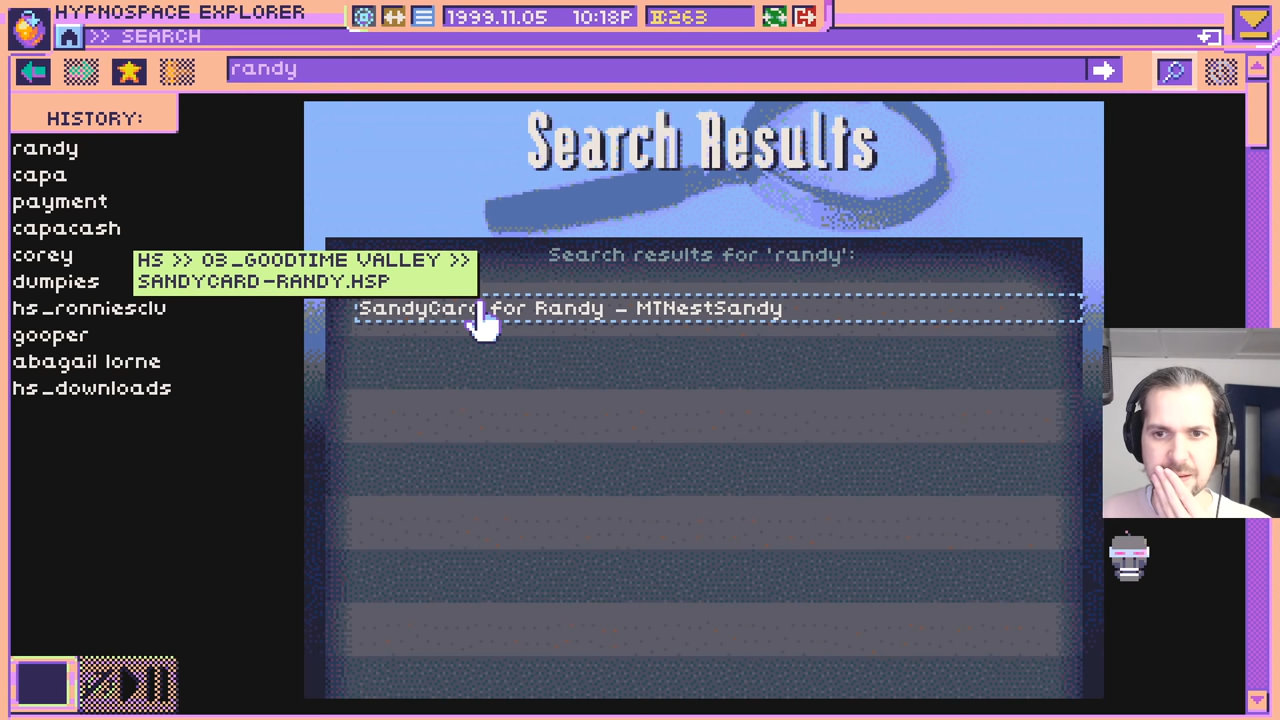 HYPNOSPACE EXPLORER
1999.11.05 10:18P
263
>> SEARCH
randy
HISTORY:
randy
capa
payment
capacash
corey
dumpies
hs_ronniesclu
gooper
abagail lorne
hs_downloads
HS >> 03_GOODTIME VALLEY >>
SANDYCARD-RANDY.HSP
Search Results
Search results for 'randy':
SandyCard for Randy - MTNestSandy